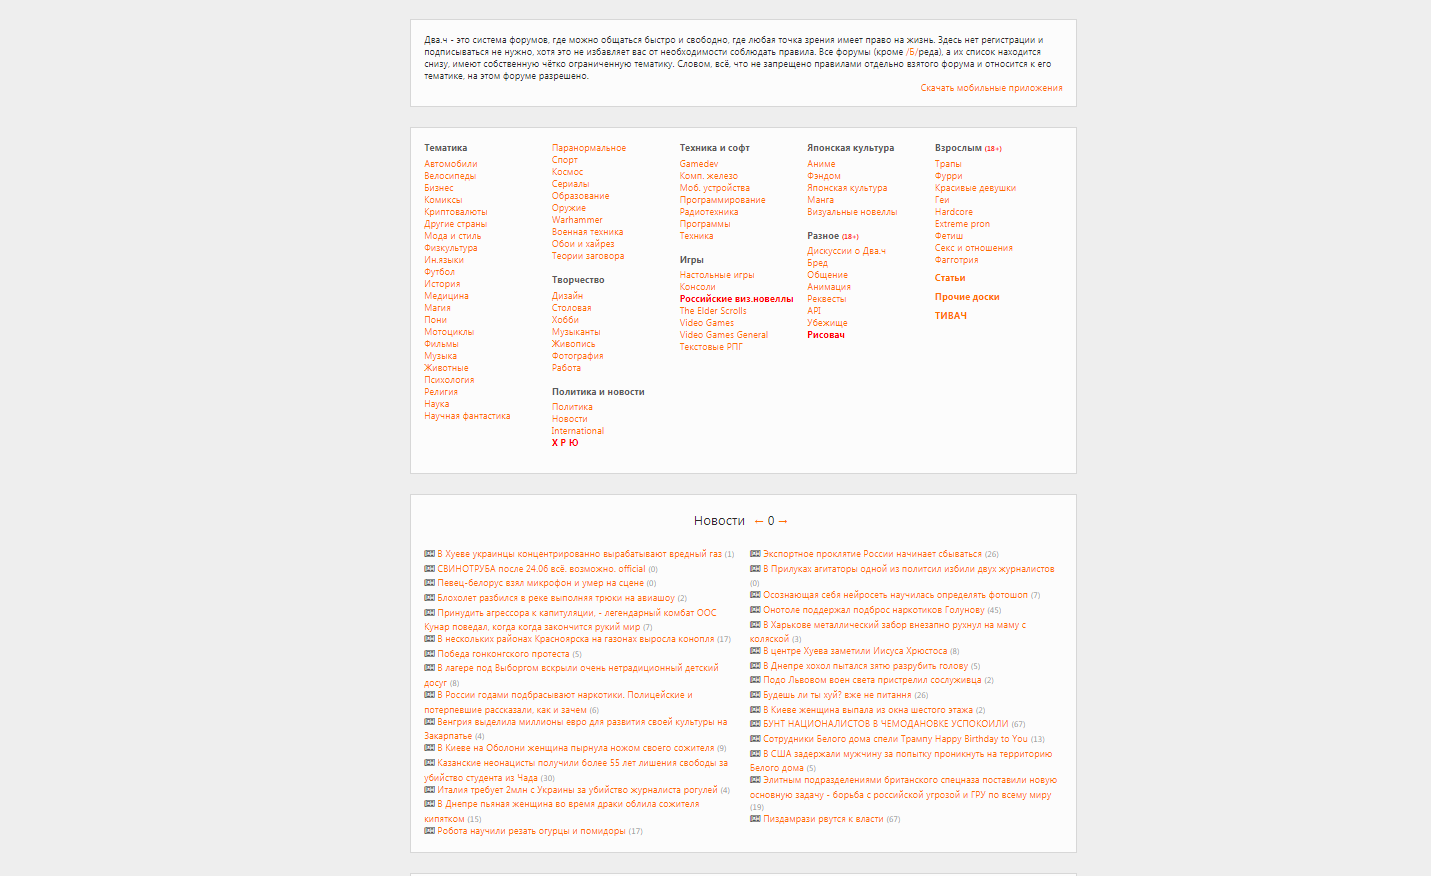 Два.ч - это система форумов, где можно общаться быстро и свободно, где любая точка зрения имеет право на жизнь. Здесь нет регистрации и
подписываться не нужно, хотя это не избавляет вас от необходимости соблюдать правила. Все форумы (кроме /Б/реда), а их список находится
снизу, имеют собственную чётко ограниченную тематику. Словом, всё, что не запрещено правилами отдельно взятого форума и относится к его
тематике, на этом форуме разрешено.
Скачать мобильные приложения
Тематика
Автомобили
Велосипеды
Бизнес
Комиксы
Криптовалюты
Другие страны
Мода и стиль
Физкультура
Ин.языки
Футбол
История
Медицина
Магия
Пони
Мотоциклы
Фильмы
Музыка
Животные
Психология
Религия
Наука
Научная фантастика
Паранормальное
Спорт
Космос
Сериалы
Образование
Оружие
Warhammer
Военная техника
Обои и хайрез
Теории заговора
Творчество
Дизайн
Столовая
Хобби
Музыканты
Живопись
Фотография
Работа
Политика и новости
Политика
Новости
International
Х Р Ю
Техника и софт
Gamedev
Комп. железо
Моб. устройства
Программирование
Радиотехника
Программы
Техника
Игры
Настольные игры
Консоли
Российские виз.новеллы
The Elder Scrolls
Video Games
Video Games General
Текстовые РПГ
Японская культура
Аниме
Фэндом
Японская культура
Манга
Визуальные новеллы
Разное (18+)
Дискуссии о Два.ч
Бред
Общение
Анимация
Реквесты
API
Убежище
Рисовач
Взрослым (18+)
Трапы
Фурри
Красивые девушки
Геи
Hardcore
Extreme pron
Фетиш
Секс и отношения
Фагготрия
Статьи
Прочие доски
ТИВАЧ
Новости ← 0 →
В Хуеве украинцы концентрированно вырабатывают вредный газ (1)
СВИНОТРУБА после 24.06 всё. возможно. official (0)
Певец-белорус взял микрофон и умер на сцене (0)
Блохолет разбился в реке выполняя трюки на авиашоу (2)
Принудить агрессора к капитуляции, - легендарный комбат ООС
Кунар поведал, когда когда закончится рукий мир (7)
В нескольких районах Красноярска на газонах выросла конопля (17)
Победа гонконгского протеста (5)
В лагере под Выборгом вскрыли очень нетрадиционный детский
досуг (8)
В России годами подбрасывают наркотики. Полицейские и
потерпевшие рассказали, как и зачем (6)
Венгрия выделила миллионы евро для развития своей культуры на
Закарпатье (4)
В Киеве на Оболони женщина пырнула ножом своего сожителя (9)
Казанские неонацисты получили более 55 лет лишения свободы за
убийство студента из Чада (30)
Италия требует 2млн с Украины за убийство журналиста рогулей (4)
В Днепре пьяная женщина во время драки облила сожителя
кипятком (15)
Робота научили резать огурцы и помидоры (17)
Экспортное проклятие России начинает сбываться (26)
В Прилуках агитаторы одной из политсил избили двух журналистов
(0)
Осознающая себя нейросеть научилась определять фотошоп (7)
Онотоле поддержал подброс наркотиков Голунову (45)
В Харькове металлический забор внезапно рухнул на маму с
коляской (3)
В центре Хуева заметили Иисуса Хрюстоса (8)
В Днепре хохол пытался зятю разрубить голову (5)
Подо Львовом воен света пристрелил сослуживца (2)
Будешь ли ты хуй? вже не питання (26)
В Киеве женщина выпала из окна шестого этажа (2)
БУНТ НАЦИОНАЛИСТОВ В ЧЕМОДАНОВКЕ УСПОКОИЛИ (67)
Сотрудники Белого дома спели Трампу Happy Birthday to You (13)
В США задержали мужчину за попытку проникнуть на территорию
Белого дома (5)
Элитным подразделениями британского спецназа поставили новую
основную задачу - борьба с российской угрозой и ГРУ по всему миру
(19)
Пиздамрази рвутся к власти (67)